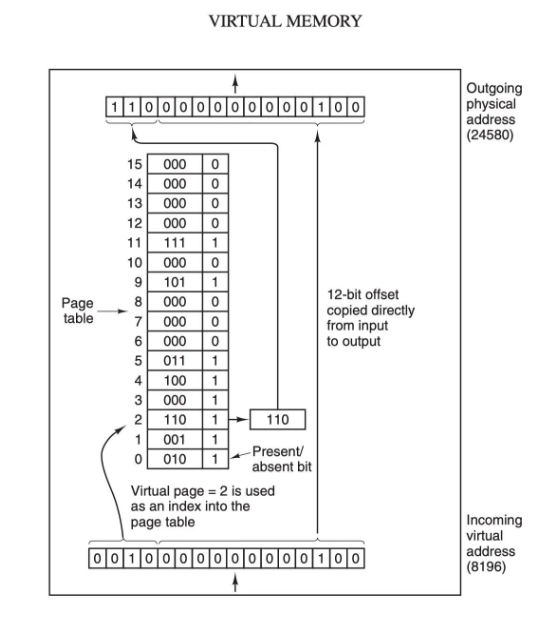 VIRTUAL MEMORY
Outgoing
physical
address
(24580)
1 1 0 0 0 0 0 0 0 0 0 0 1 0 0
15 000 0
14 000 0
13 000 0
12 000 0
11 111 1
10 000 0
9 101 1
8 000 0
7 000 0
6 000 0
5 011 1
4 100 1
3 000 1
2 110 1
1 001 1
0 010 1
Page
table
110
12-bit offset
copied directly
from input
to output
Present/
absent bit
Virtual page = 2 is used
as an index into the
page table
0 0 1 0 0 0 0 0 0 0 0 0 0 1 0 0
Incoming
virtual
address
(8196)